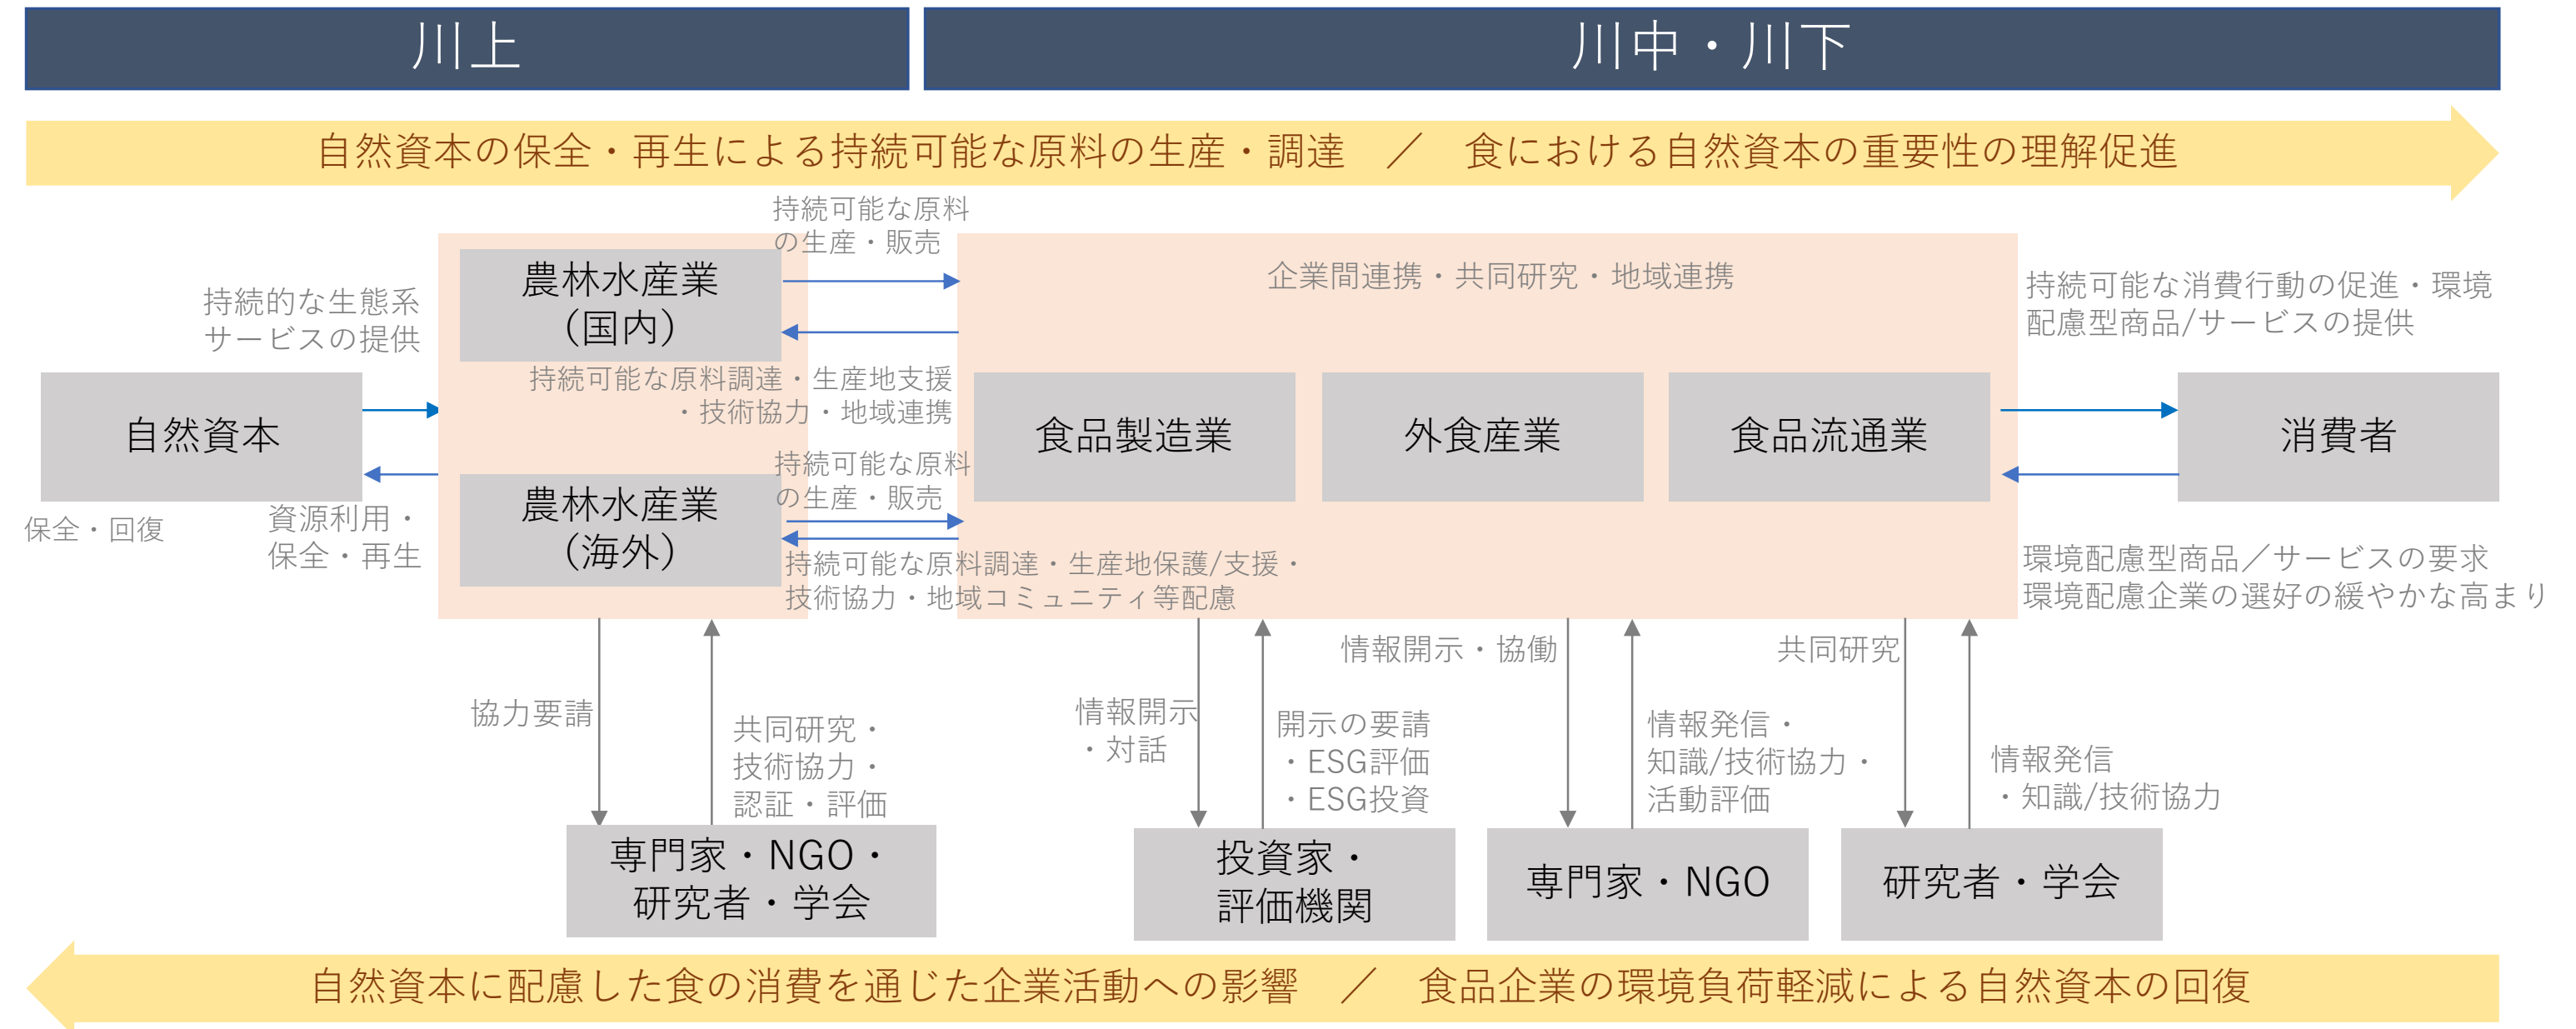 川上
川中・川下
自然資本の保全・再生による持続可能な原料の生産・調達　／　食における自然資本の重要性の理解促進
持続可能な原料
の生産・販売
農林水産業
（国内）
企業間連携・共同研究・地域連携
持続的な生態系
サービスの提供
持続可能な消費行動の促進・環境
配慮型商品/サービスの提供
持続可能な原料調達・生産地支援
・技術協力・地域連携
自然資本
食品製造業
外食産業
食品流通業
消費者
持続可能な原料
の生産・販売
農林水産業
（海外）
保全・回復
資源利用・
保全・再生
持続可能な原料調達・生産地保護/支援・
技術協力・地域コミュニティ等配慮
環境配慮型商品／サービスの要求
環境配慮企業の選好の緩やかな高まり
協力要請
共同研究・
技術協力・
認証・評価
情報開示
・対話
開示の要請
・ESG評価
・ESG投資
情報開示・協働
情報発信・
知識/技術協力・
活動評価
共同研究
情報発信
・知識/技術協力
専門家・NGO・
研究者・学会
投資家・
評価機関
専門家・NGO
研究者・学会
自然資本に配慮した食の消費を通じた企業活動への影響　／　食品企業の環境負荷軽減による自然資本の回復